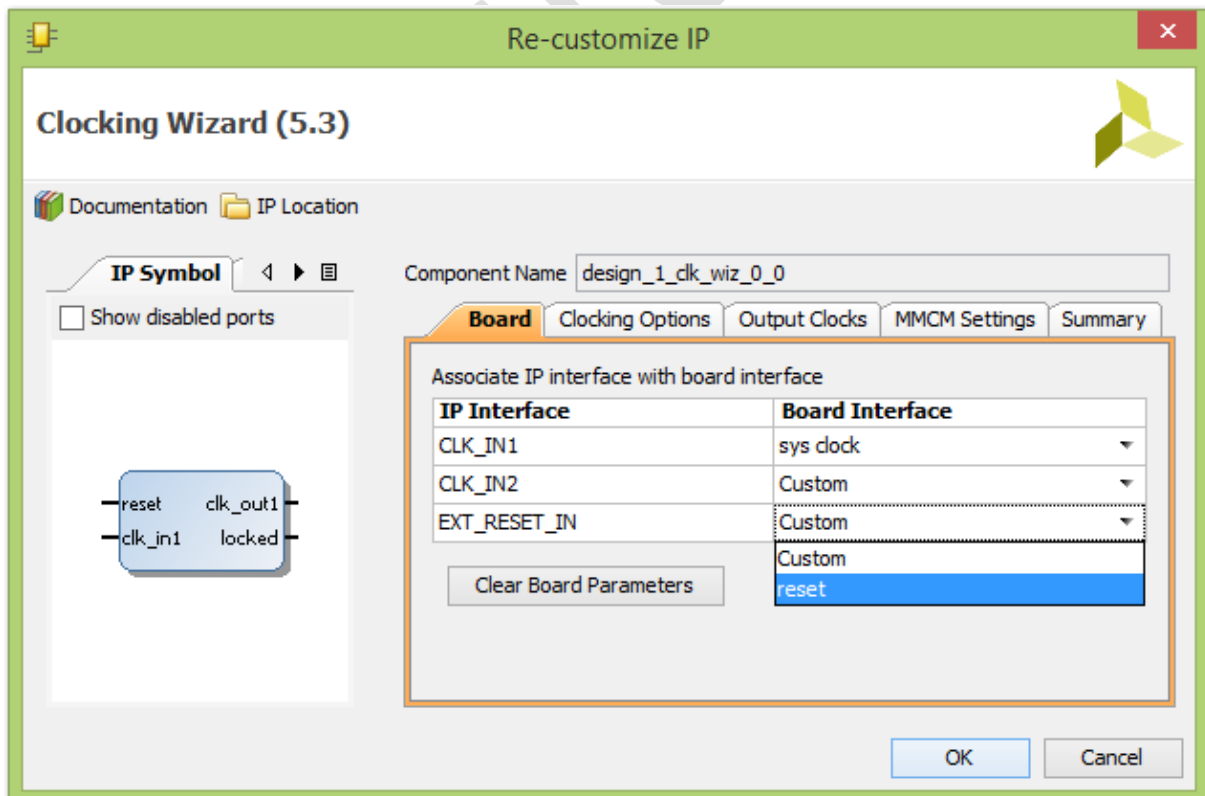 Re-customize IP
Clocking Wizard (5.3)
Documentation IP Location
IP Symbol
Show disabled ports
reset clk_out1
clk_in1 locked
Component Name design_1_clk_wiz_0_0
Board Clocking Options Output Clocks MMCM Settings Summary
Associate IP interface with board interface
IP Interface Board Interface
CLK_IN1 sys clock
CLK_IN2 Custom
EXT_RESET_IN Custom
Custom
reset
Clear Board Parameters
OK Cancel